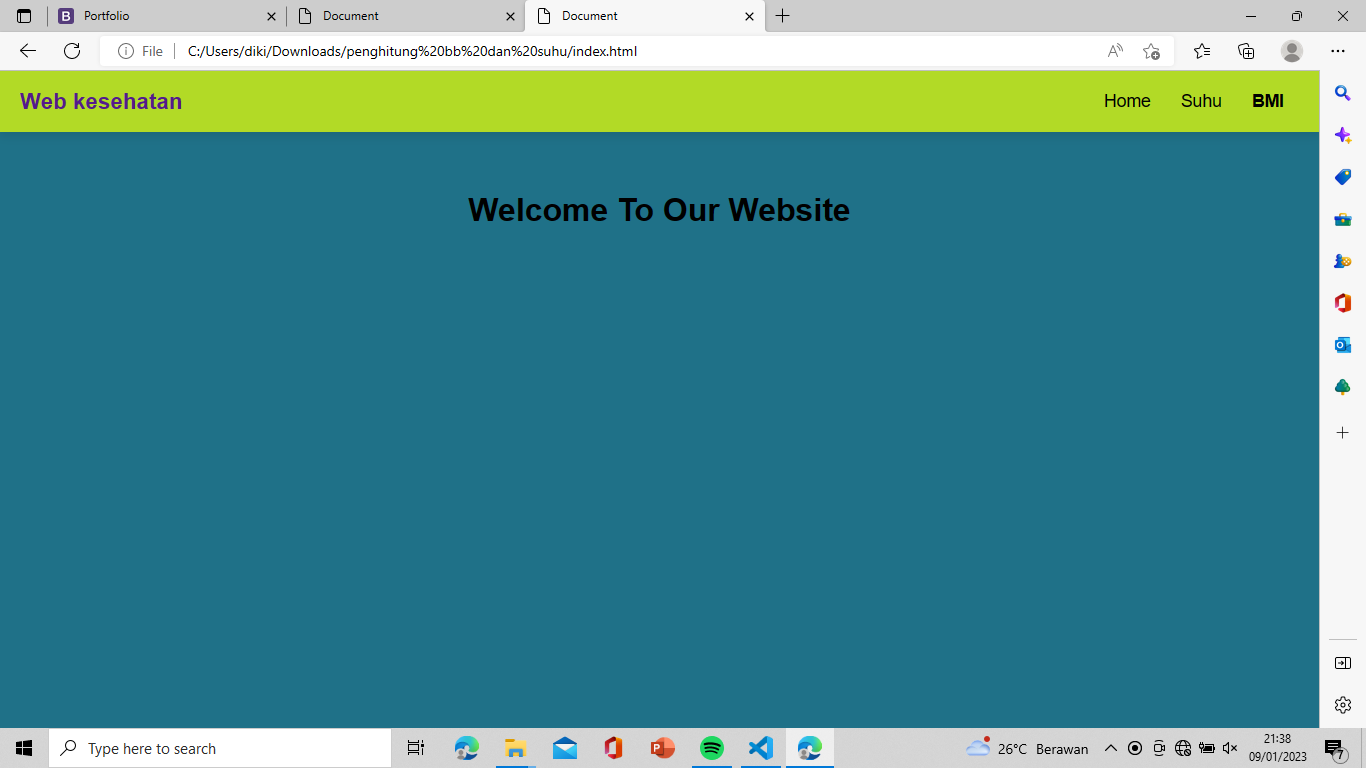 Portfolio
Document
Document
File
C:/Users/diki/Downloads/penghitung%20bb%20dan%20suhu/index.html
Web kesehatan
Home Suhu BMI
Welcome To Our Website
Type here to search
26°C Berawan
21:38
09/01/2023
7